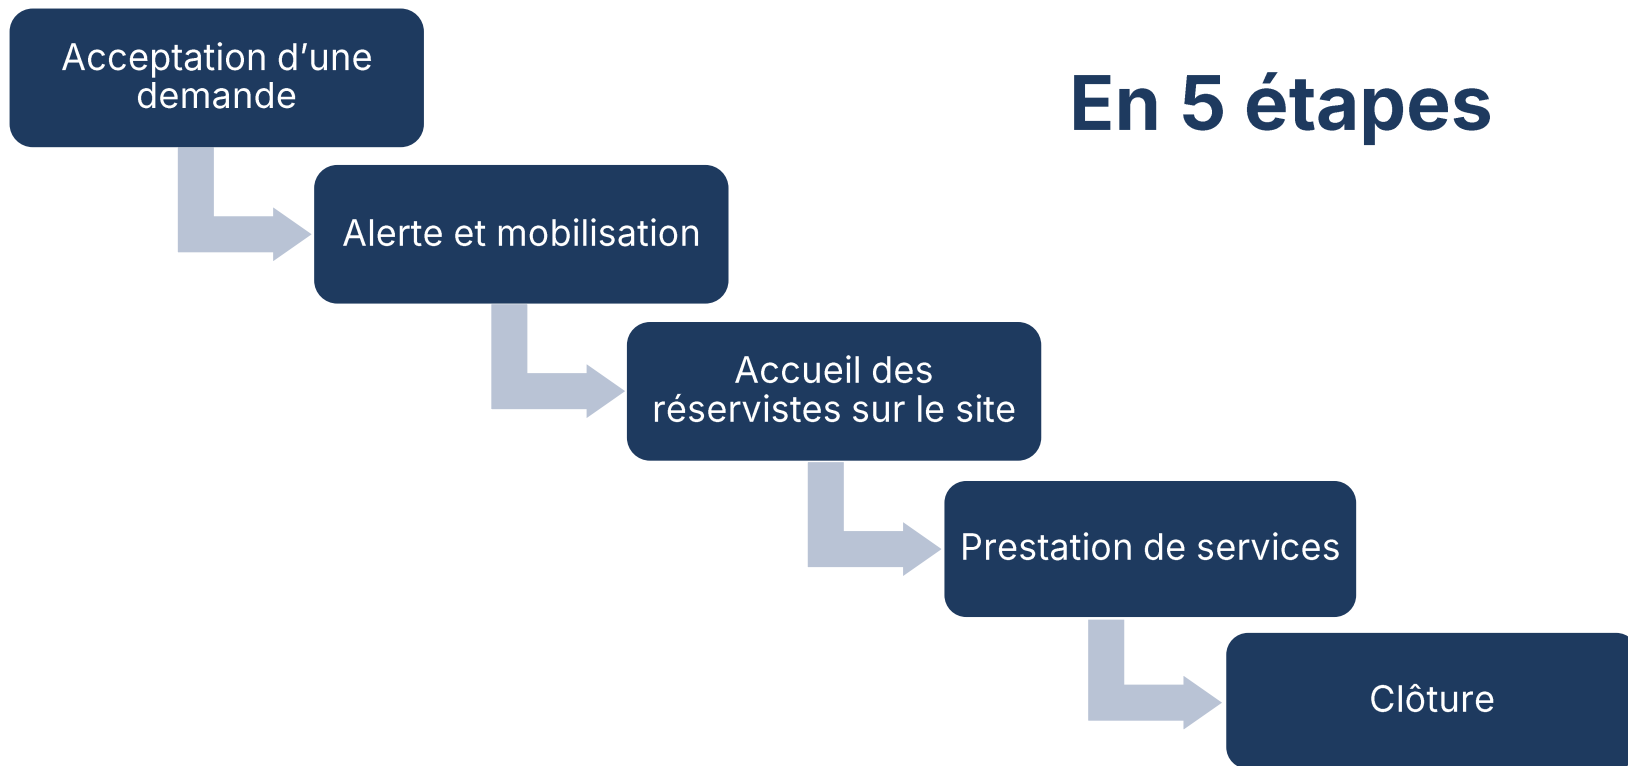 Acceptation d’une
demande
En 5 étapes
Alerte et mobilisation
Accueil des
réservistes sur le site
Prestation de services
Clôture